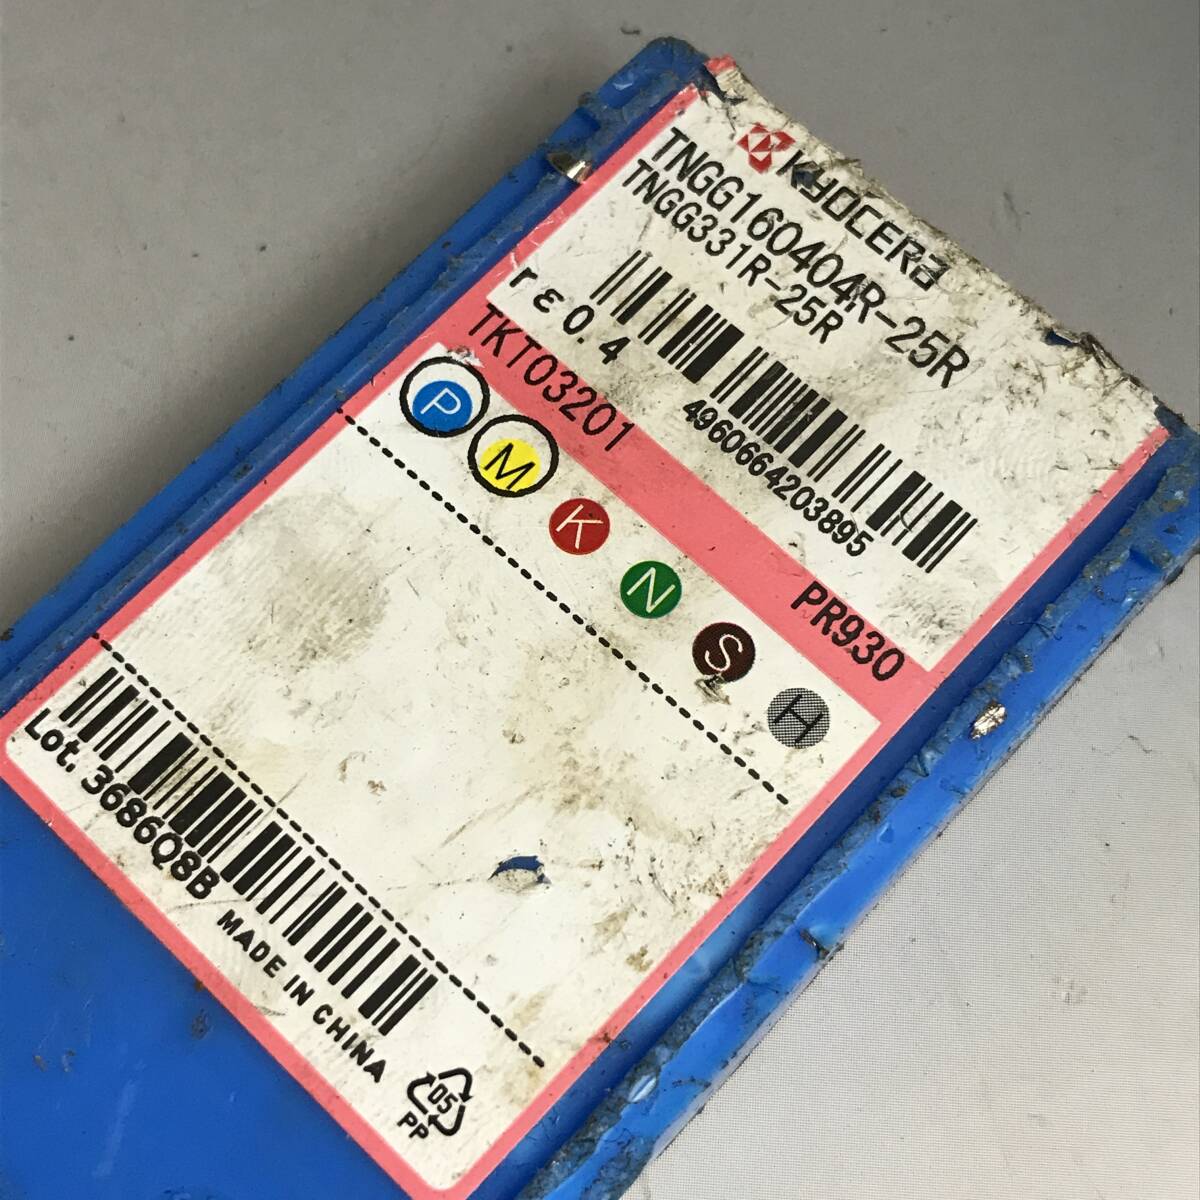 KYOCERA
TNGG160404R-25R
TNGG331R-25R
rε0.4
4960664203895
TKT03201 PR930
P M K N S H
Lot. 3686Q8B
MADE IN CHINA
05
PP